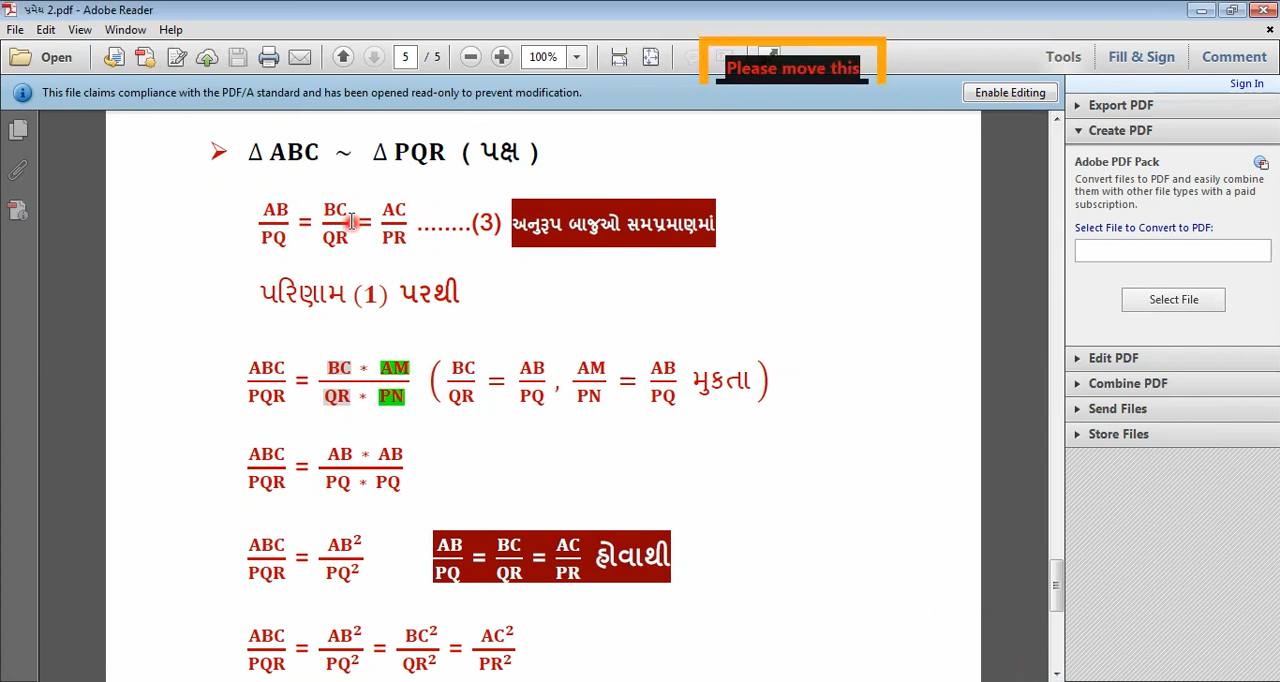 પ્રમેય 2.pdf - Adobe Reader
File Edit View Window Help
Open 5 / 5 100% Tools Fill & Sign Comment
Please move this
This file claims compliance with the PDF/A standard and has been opened read-only to prevent modification. Enable Editing
Sign In
Export PDF
Create PDF
Adobe PDF Pack
Convert files to PDF and easily combine them with other file types with a paid subscription.
Select File to Convert to PDF:
Select File
Edit PDF
Combine PDF
Send Files
Store Files
➤ Δ ABC ~ Δ PQR ( પક્ષ )
AB/PQ = BC/QR = AC/PR ........(3) અનુરૂપ બાજુઓ સમપ્રમાણમાં
પરિણામ (1) પરથી
ABC/PQR = BC * AM/QR * PN ( BC/QR = AB/PQ , AM/PN = AB/PQ મુકતા )
ABC/PQR = AB * AB/PQ * PQ
ABC/PQR = AB²/PQ² AB/PQ = BC/QR = AC/PR હોવાથી
ABC/PQR = AB²/PQ² = BC²/QR² = AC²/PR²